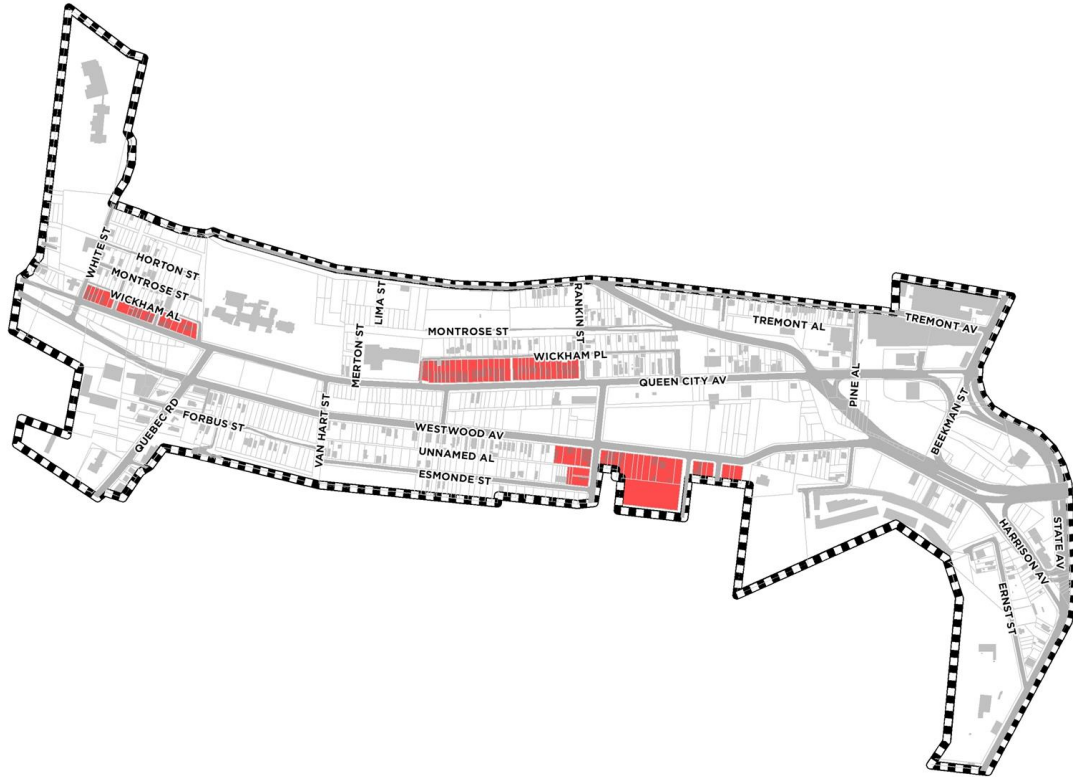 WHITE ST
HORTON ST
MONTROSE ST
WICKHAM AL
LIMA ST
RANKIN ST
MERTON ST
MONTROSE ST
WICKHAM PL
TREMONT AL
TREMONT AV
QUEEN CITY AV
PINE AL
BEEKMAN ST
QUEBEC RD
FORBUS ST
VAN HART ST
WESTWOOD AV
UNNAMED AL
ESMONDE ST
HARRISON AV
STATE AV
ERNST ST